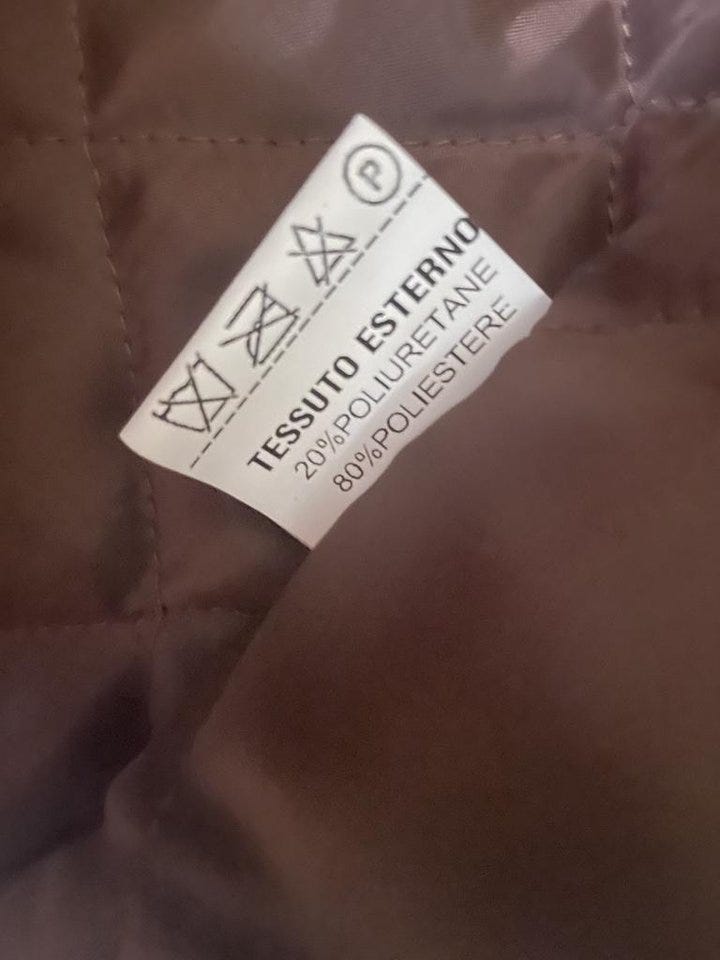 P
TESSUTO ESTERNO
20%POLIURETANE
80%POLIESTERE